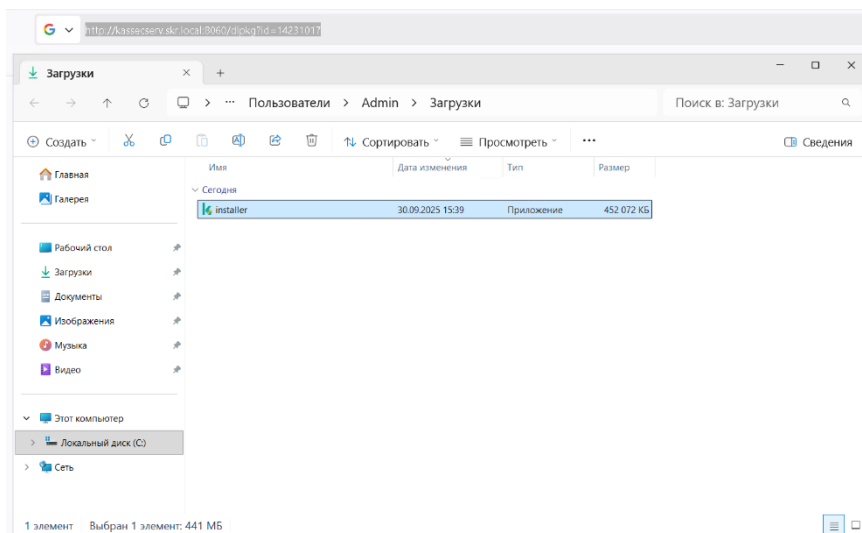 http://kassecserv.skr.local:8060/dlpkg?id=14231017
Загрузки
Пользователи > Admin > Загрузки
Поиск в: Загрузки
Создать
Сортировать
Просмотреть
Сведения
Имя
Дата изменения
Тип
Размер
Сегодня
installer 30.09.2025 15:39 Приложение 452 072 КБ
Главная
Галерея
Рабочий стол
Загрузки
Документы
Изображения
Музыка
Видео
Этот компьютер
Локальный диск (C:)
Сеть
1 элемент Выбран 1 элемент: 441 МБ